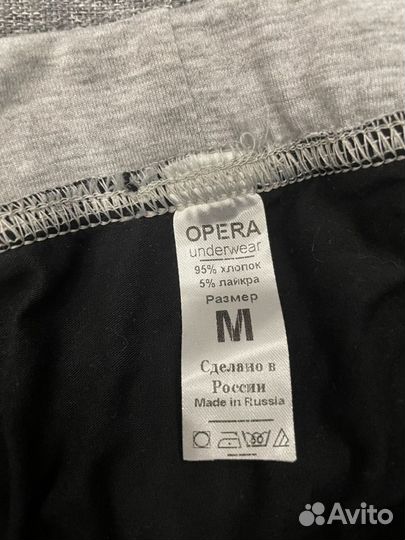 OPERA
underwear
95% хлопок
5% лайкра
Размер
M
Сделано в
России
Made in Russia
Avito